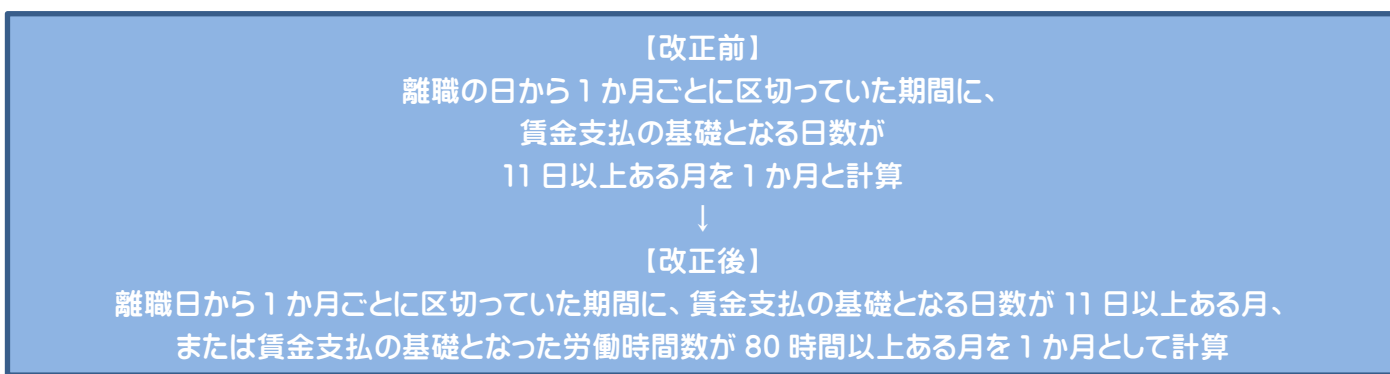 【改正前】
離職の日から1か月ごとに区切っていた期間に、
賃金支払の基礎となる日数が
11日以上ある月を1か月と計算
↓
【改正後】
離職日から1か月ごとに区切っていた期間に、賃金支払の基礎となる日数が 11 日以上ある月、
または賃金支払の基礎となった労働時間数が 80 時間以上ある月を1か月として計算